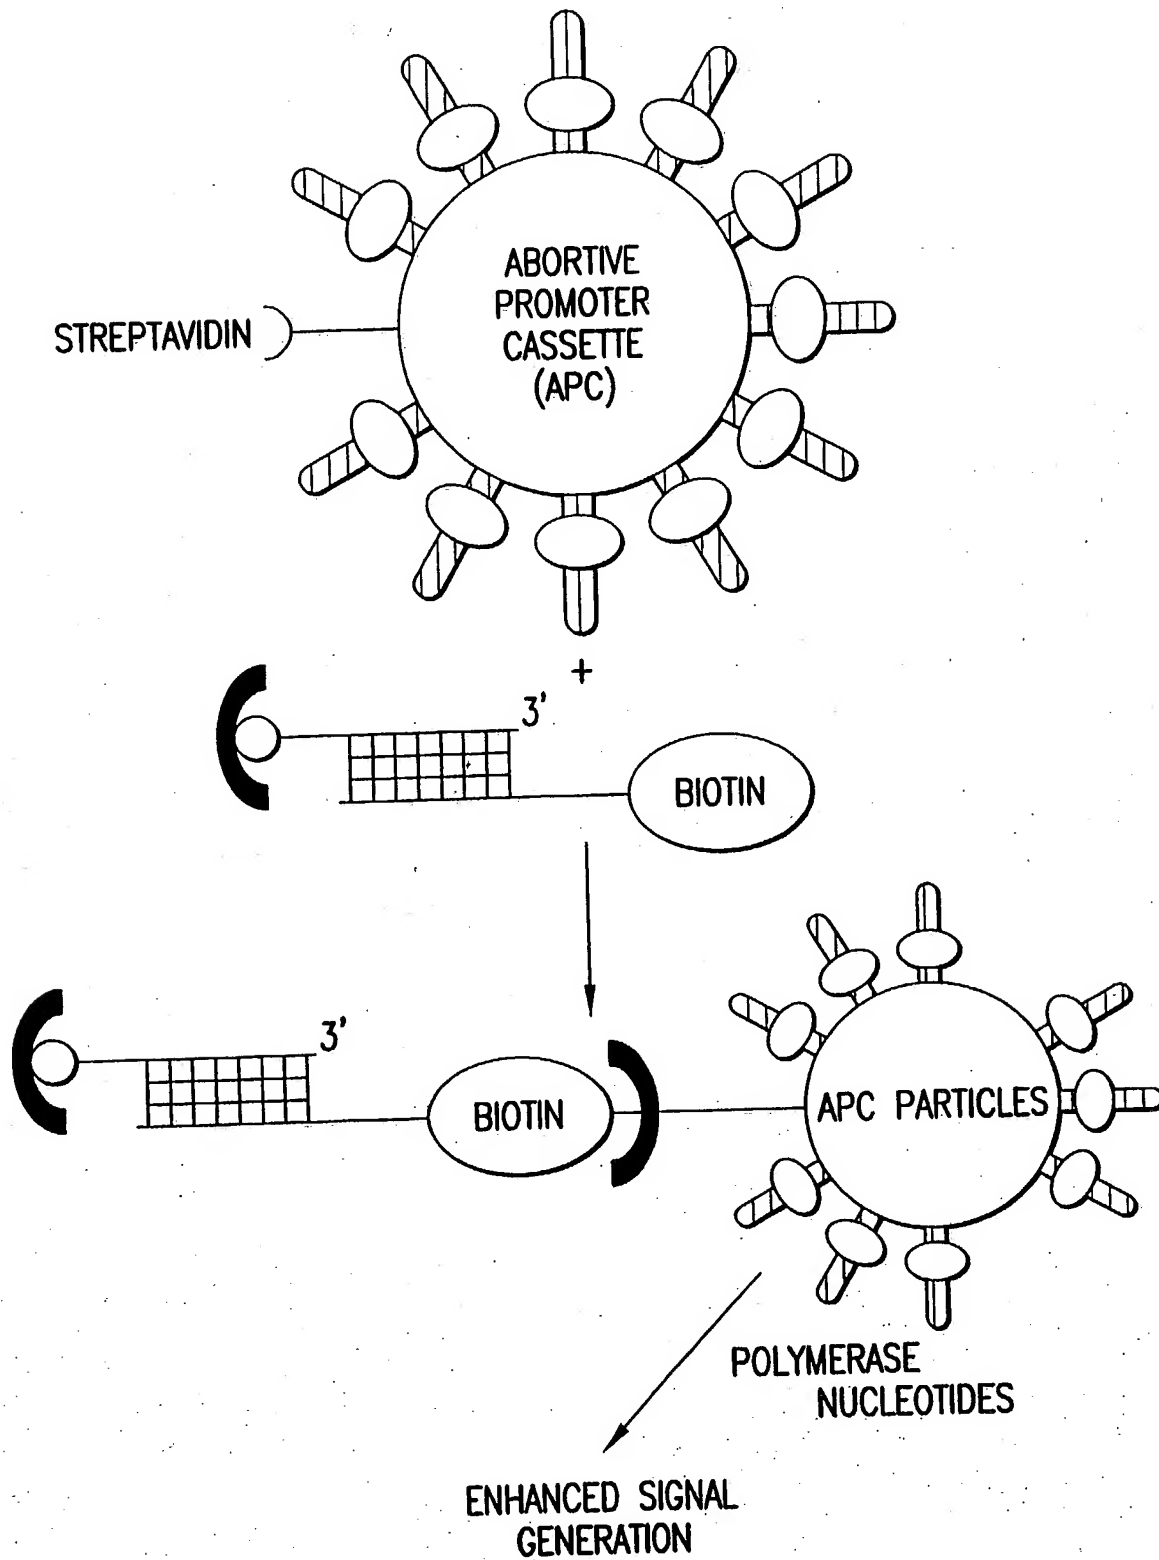 ABORTIVE
PROMOTER
CASSETTE
(APC)
STREPTAVIDIN
+
3'
BIOTIN
3'
BIOTIN
APC PARTICLES
POLYMERASE
NUCLEOTIDES
ENHANCED SIGNAL
GENERATION